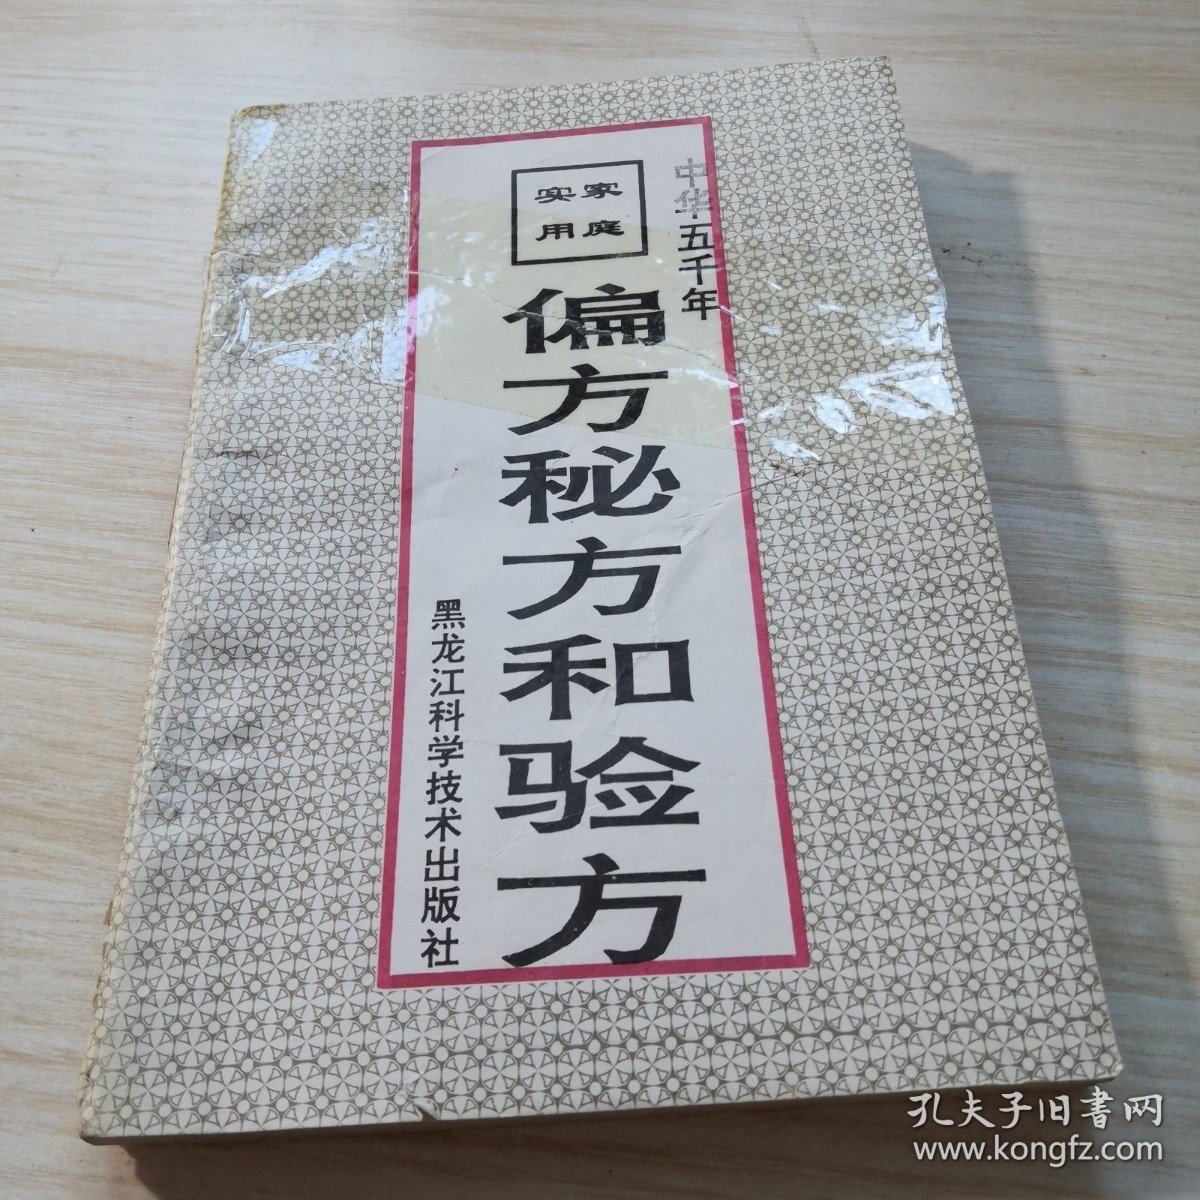 中华五千年
家庭
实用
偏方秘方和验方
黑龙江科学技术出版社
孔夫子旧書网
www.kongfz.com